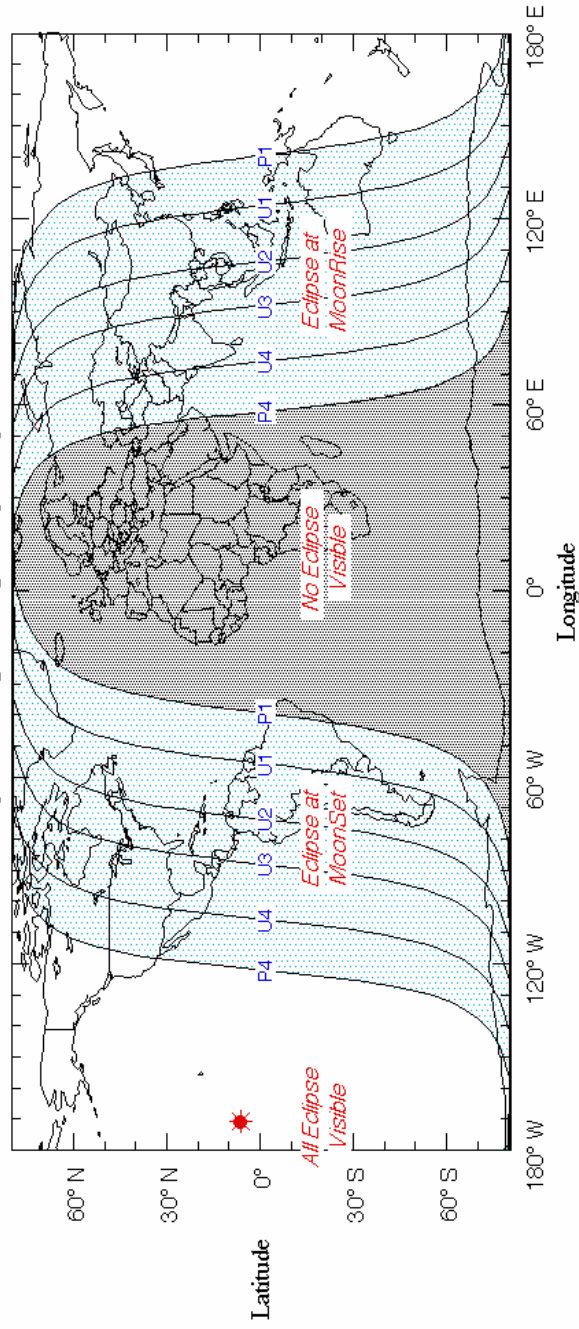 Latitude
60° N
30° N
0°
30° S
60° S
P4
U4
U3
U2
U1
P1
P4
U4
U3
U2
U1
P1
All Eclipse
Visible
Eclipse at
MoonSet
No Eclipse
Visible
Eclipse at
MoonRise
180° W
120° W
60° W
0°
60° E
120° E
180° E
Longitude